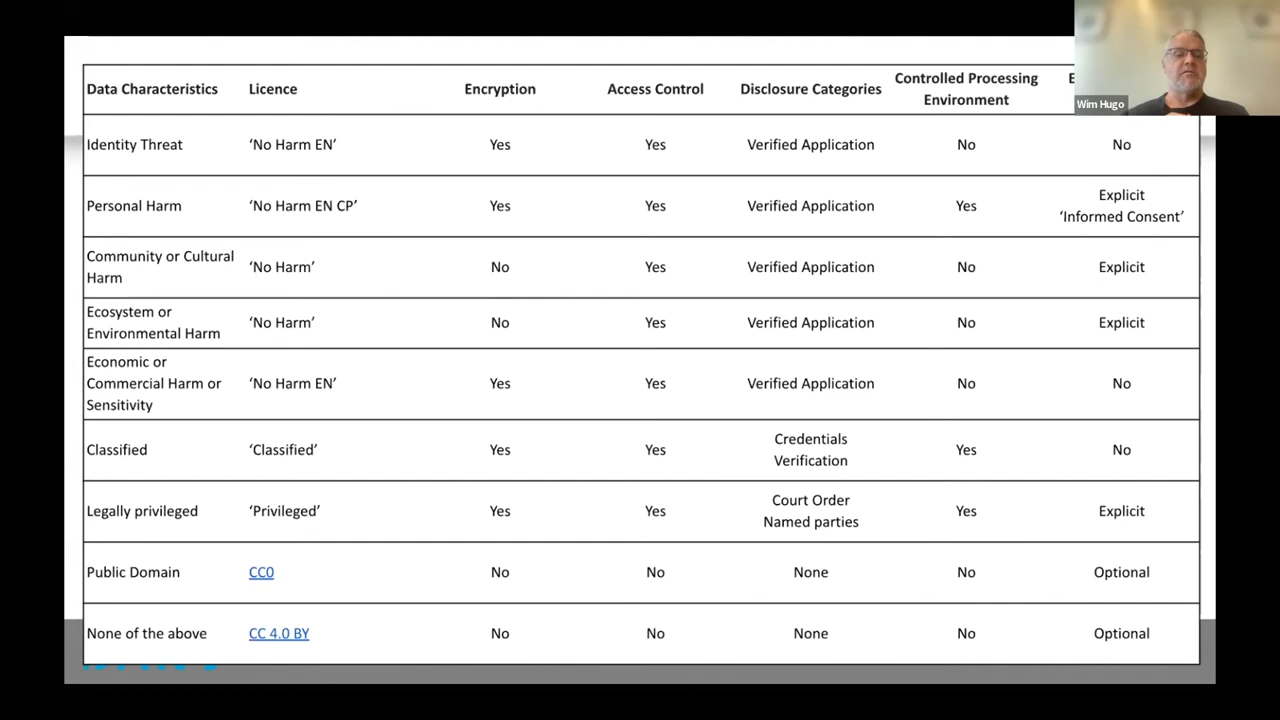 Data Characteristics Licence Encryption Access Control Disclosure Categories Controlled Processing
Environment
Wim Hugo
Identity Threat ‘No Harm EN’ Yes Yes Verified Application No No
Personal Harm ‘No Harm EN CP’ Yes Yes Verified Application Yes Explicit
‘Informed Consent’
Community or Cultural
Harm ‘No Harm’ No Yes Verified Application No Explicit
Ecosystem or
Environmental Harm ‘No Harm’ No Yes Verified Application No Explicit
Economic or
Commercial Harm or
Sensitivity ‘No Harm EN’ Yes Yes Verified Application No No
Classified ‘Classified’ Yes Yes Credentials
Verification Yes No
Legally privileged ‘Privileged’ Yes Yes Court Order
Named parties Yes Explicit
Public Domain CC0 No No None No Optional
None of the above CC 4.0 BY No No None No Optional